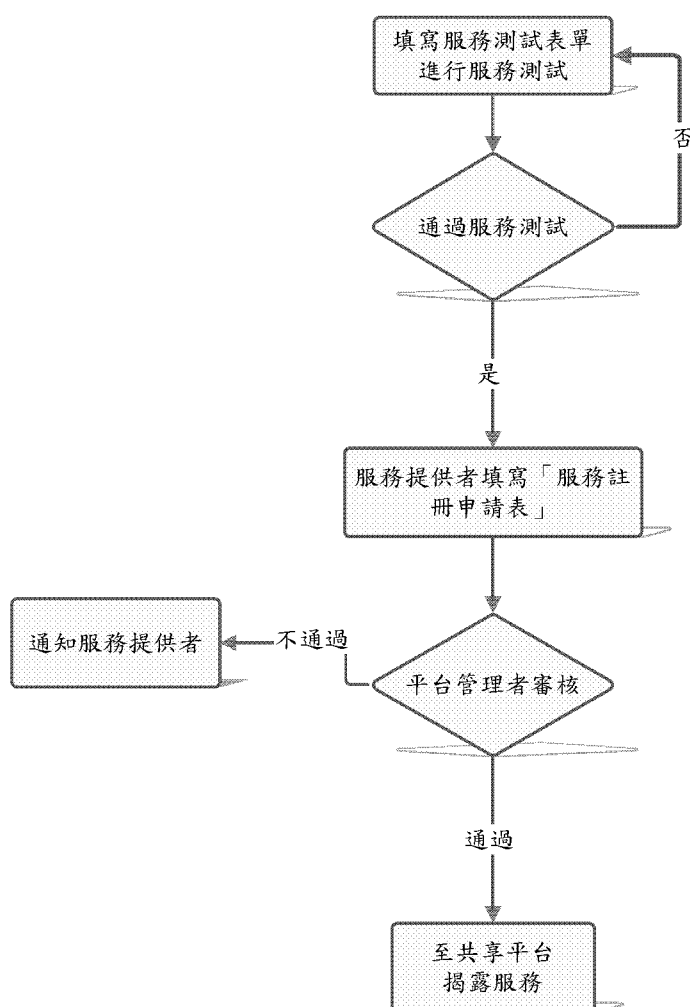 填寫服務測試表單
進行服務測試
否
通過服務測試
是
服務提供者填寫「服務註
冊申請表」
通知服務提供者
不通過
平台管理者審核
通過
至共享平台
揭露服務